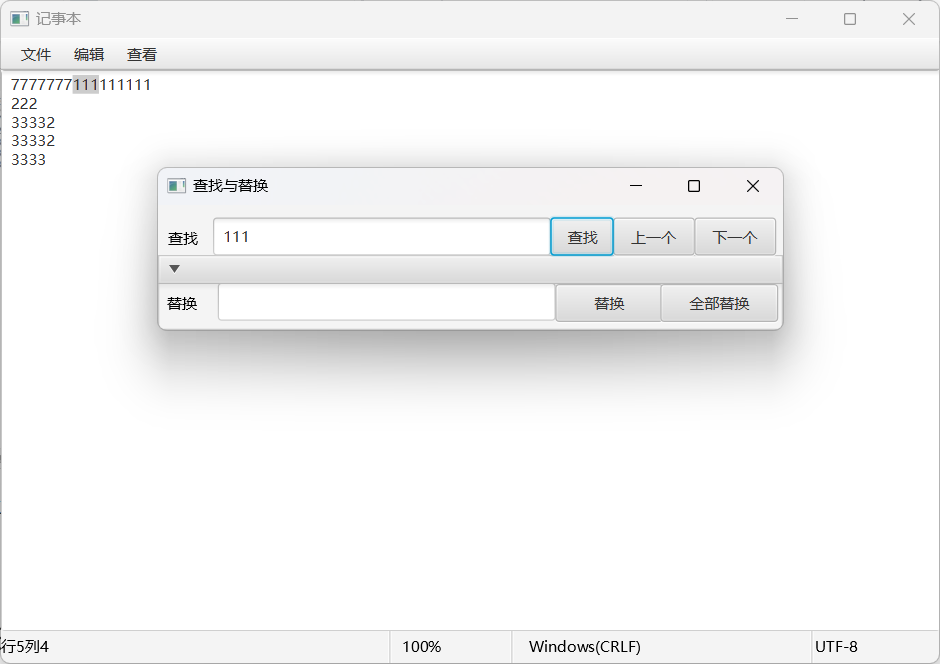 记事本
文件 编辑 查看
7777777111111111
222
33332
33332
3333
查找与替换
查找 111 查找 上一个 下一个
替换 替换 全部替换
行5列4 100% Windows(CRLF) UTF-8